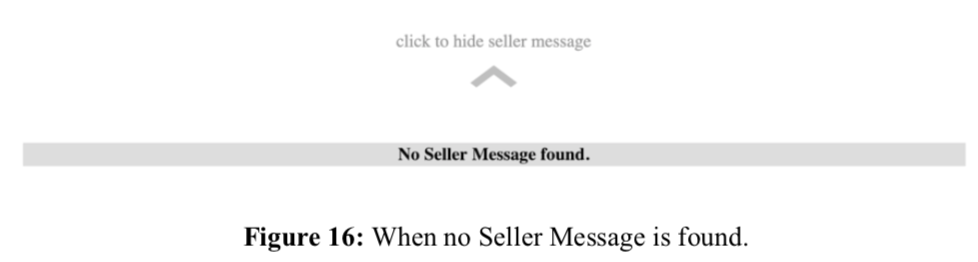 click to hide seller message
No Seller Message found.
Figure 16: When no Seller Message is found.